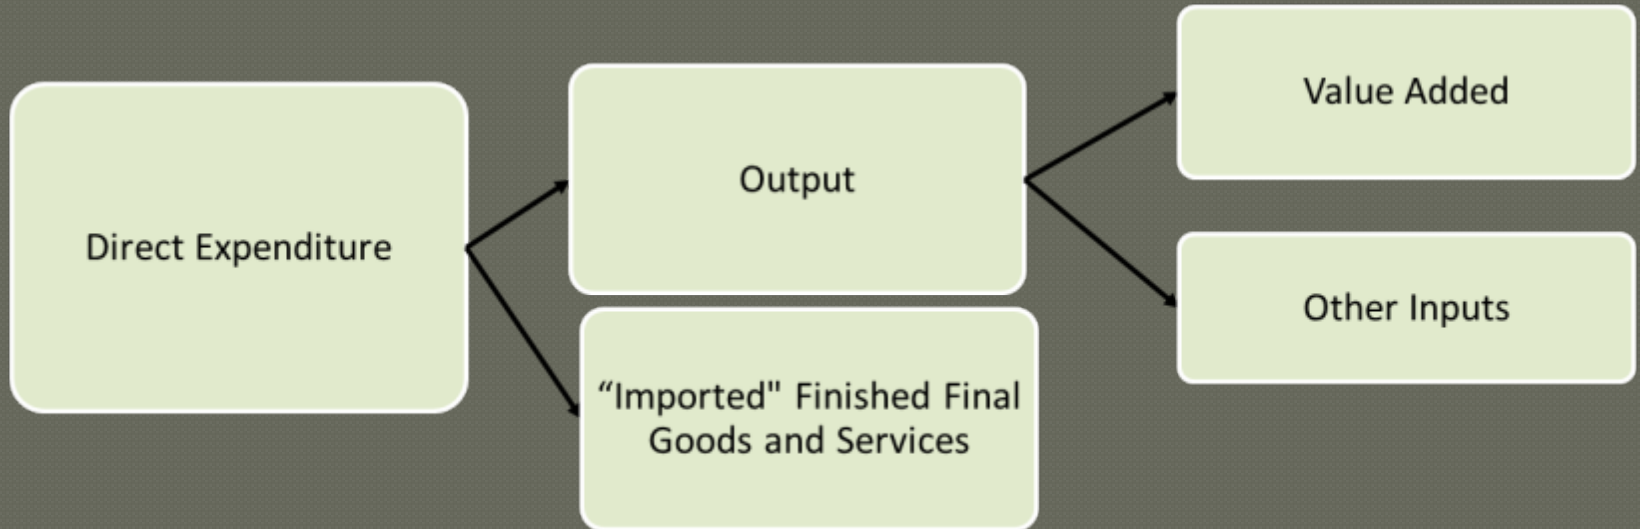 Direct Expenditure
Output
“Imported" Finished Final
Goods and Services
Value Added
Other Inputs